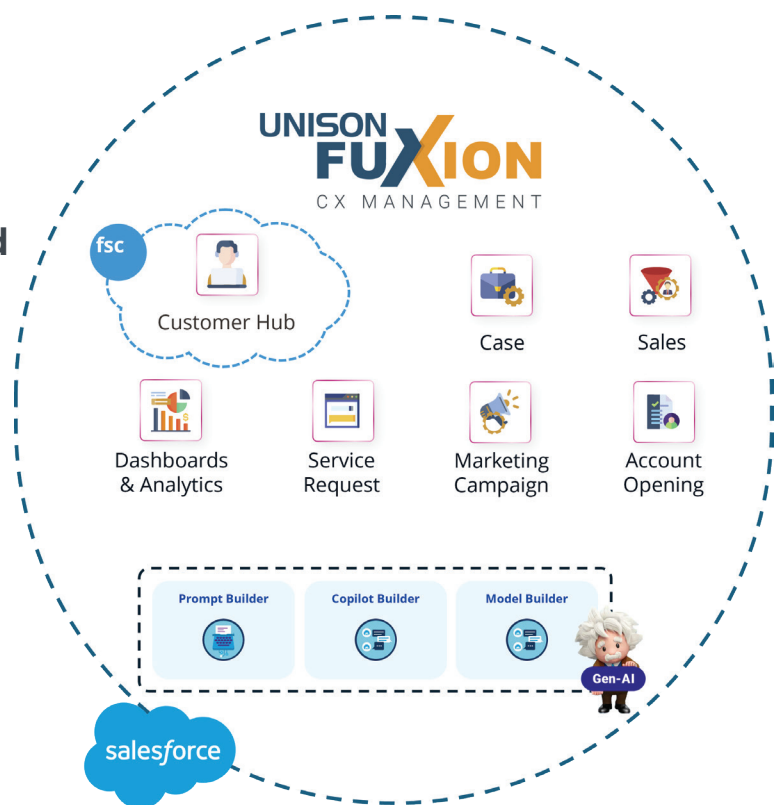 UNISON
FUXION
CX MANAGEMENT
d
fsc
Customer Hub
Case
Sales
Dashboards
& Analytics
Service
Request
Marketing
Campaign
Account
Opening
Prompt Builder
Copilot Builder
Model Builder
Gen-AI
salesforce